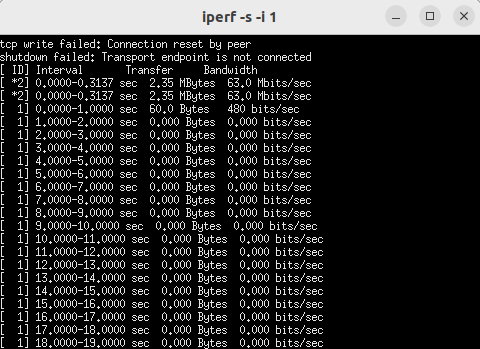 iperf -s -i 1
tcp write failed: Connection reset by peer
shutdown failed: Transport endpoint is not connected
[ ID] Interval       Transfer     Bandwidth
[ *2] 0.0000-0.3137 sec  2.35 MBytes  63.0 Mbits/sec
[ *2] 0.0000-0.3137 sec  2.35 MBytes  63.0 Mbits/sec
[  1] 0.0000-1.0000 sec  60.0 Bytes   480 bits/sec
[  1] 1.0000-2.0000 sec  0.000 Bytes  0.000 bits/sec
[  1] 2.0000-3.0000 sec  0.000 Bytes  0.000 bits/sec
[  1] 3.0000-4.0000 sec  0.000 Bytes  0.000 bits/sec
[  1] 4.0000-5.0000 sec  0.000 Bytes  0.000 bits/sec
[  1] 5.0000-6.0000 sec  0.000 Bytes  0.000 bits/sec
[  1] 6.0000-7.0000 sec  0.000 Bytes  0.000 bits/sec
[  1] 7.0000-8.0000 sec  0.000 Bytes  0.000 bits/sec
[  1] 8.0000-9.0000 sec  0.000 Bytes  0.000 bits/sec
[  1] 9.0000-10.0000 sec  0.000 Bytes  0.000 bits/sec
[  1] 10.0000-11.0000 sec  0.000 Bytes  0.000 bits/sec
[  1] 11.0000-12.0000 sec  0.000 Bytes  0.000 bits/sec
[  1] 12.0000-13.0000 sec  0.000 Bytes  0.000 bits/sec
[  1] 13.0000-14.0000 sec  0.000 Bytes  0.000 bits/sec
[  1] 14.0000-15.0000 sec  0.000 Bytes  0.000 bits/sec
[  1] 15.0000-16.0000 sec  0.000 Bytes  0.000 bits/sec
[  1] 16.0000-17.0000 sec  0.000 Bytes  0.000 bits/sec
[  1] 17.0000-18.0000 sec  0.000 Bytes  0.000 bits/sec
[  1] 18.0000-19.0000 sec  0.000 Bytes  0.000 bits/sec